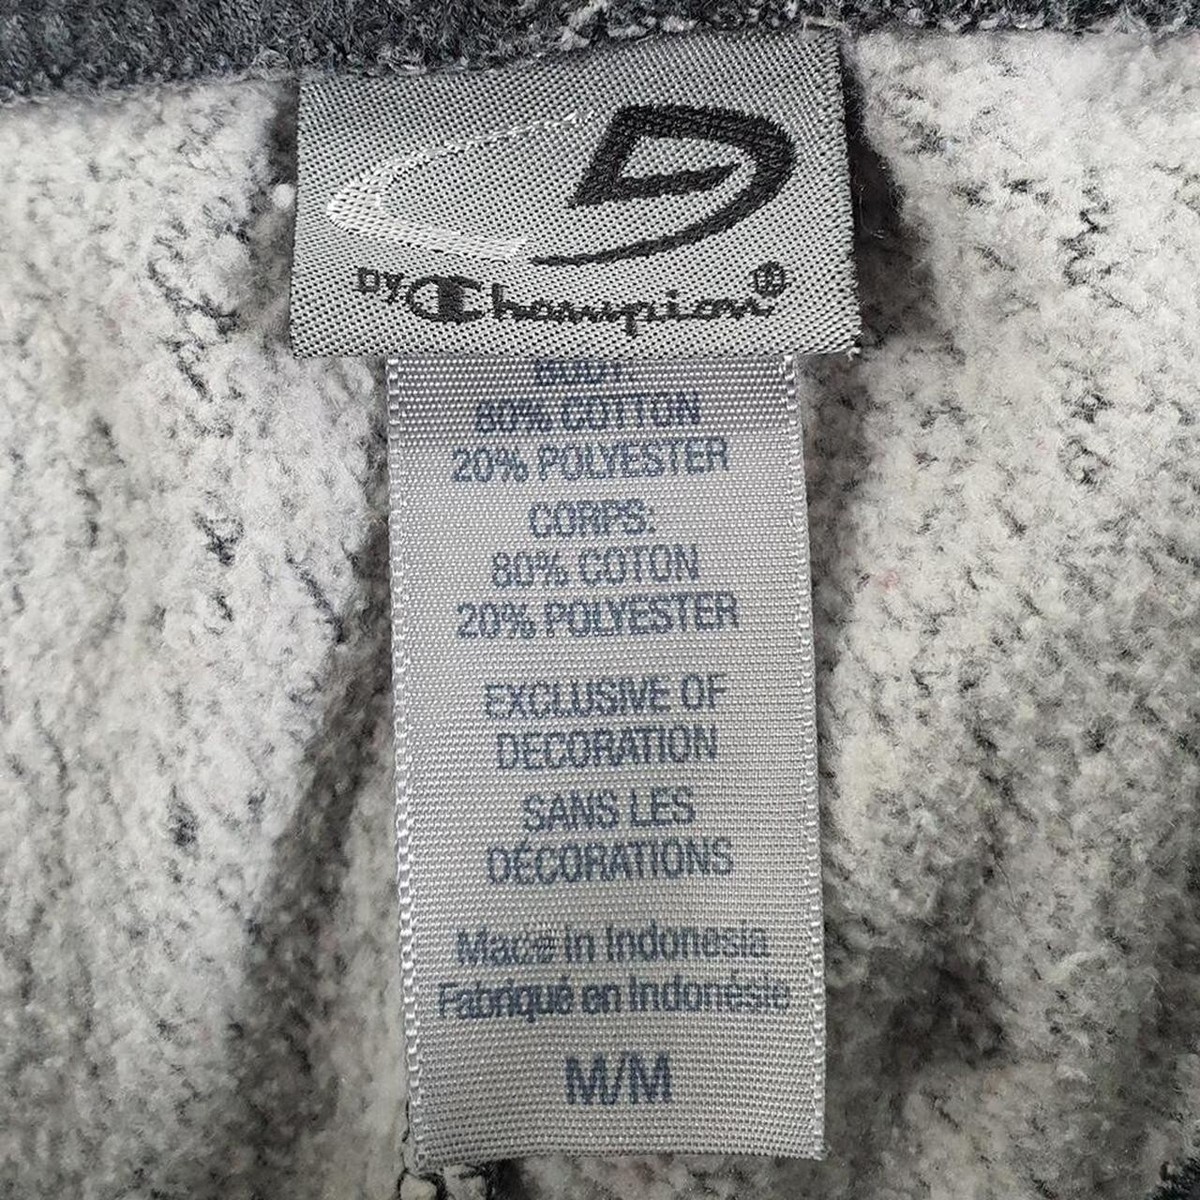 BY Champion®
BODY:
80% COTTON
20% POLYESTER
CORPS:
80% COTON
20% POLYESTER
EXCLUSIVE OF
DECORATION
SANS LES
DÉCORATIONS
Made in Indonesia
Fabriqué en Indonésie
M/M